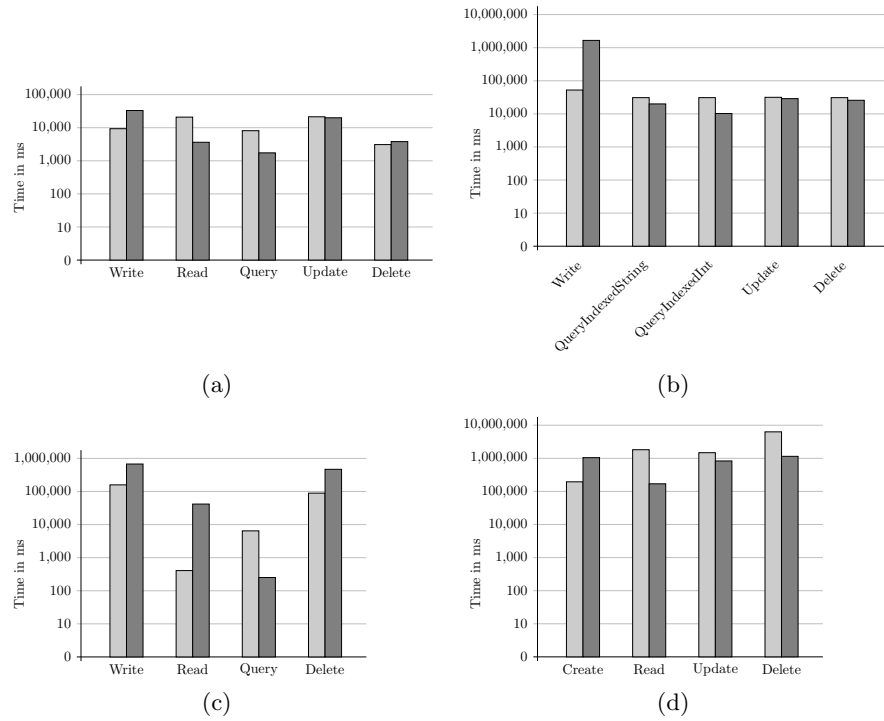 100,000
10,000
1,000
100
10
0
Time in ms
Write Read Query Update Delete
(a)
10,000,000
1,000,000
100,000
10,000
1,000
100
10
0
Time in ms
Write
QueryIndexedString
QueryIndexedInt
Update
Delete
(b)
1,000,000
100,000
10,000
1,000
100
10
0
Time in ms
Write Read Query Delete
(c)
10,000,000
1,000,000
100,000
10,000
1,000
100
10
0
Time in ms
Create Read Update Delete
(d)